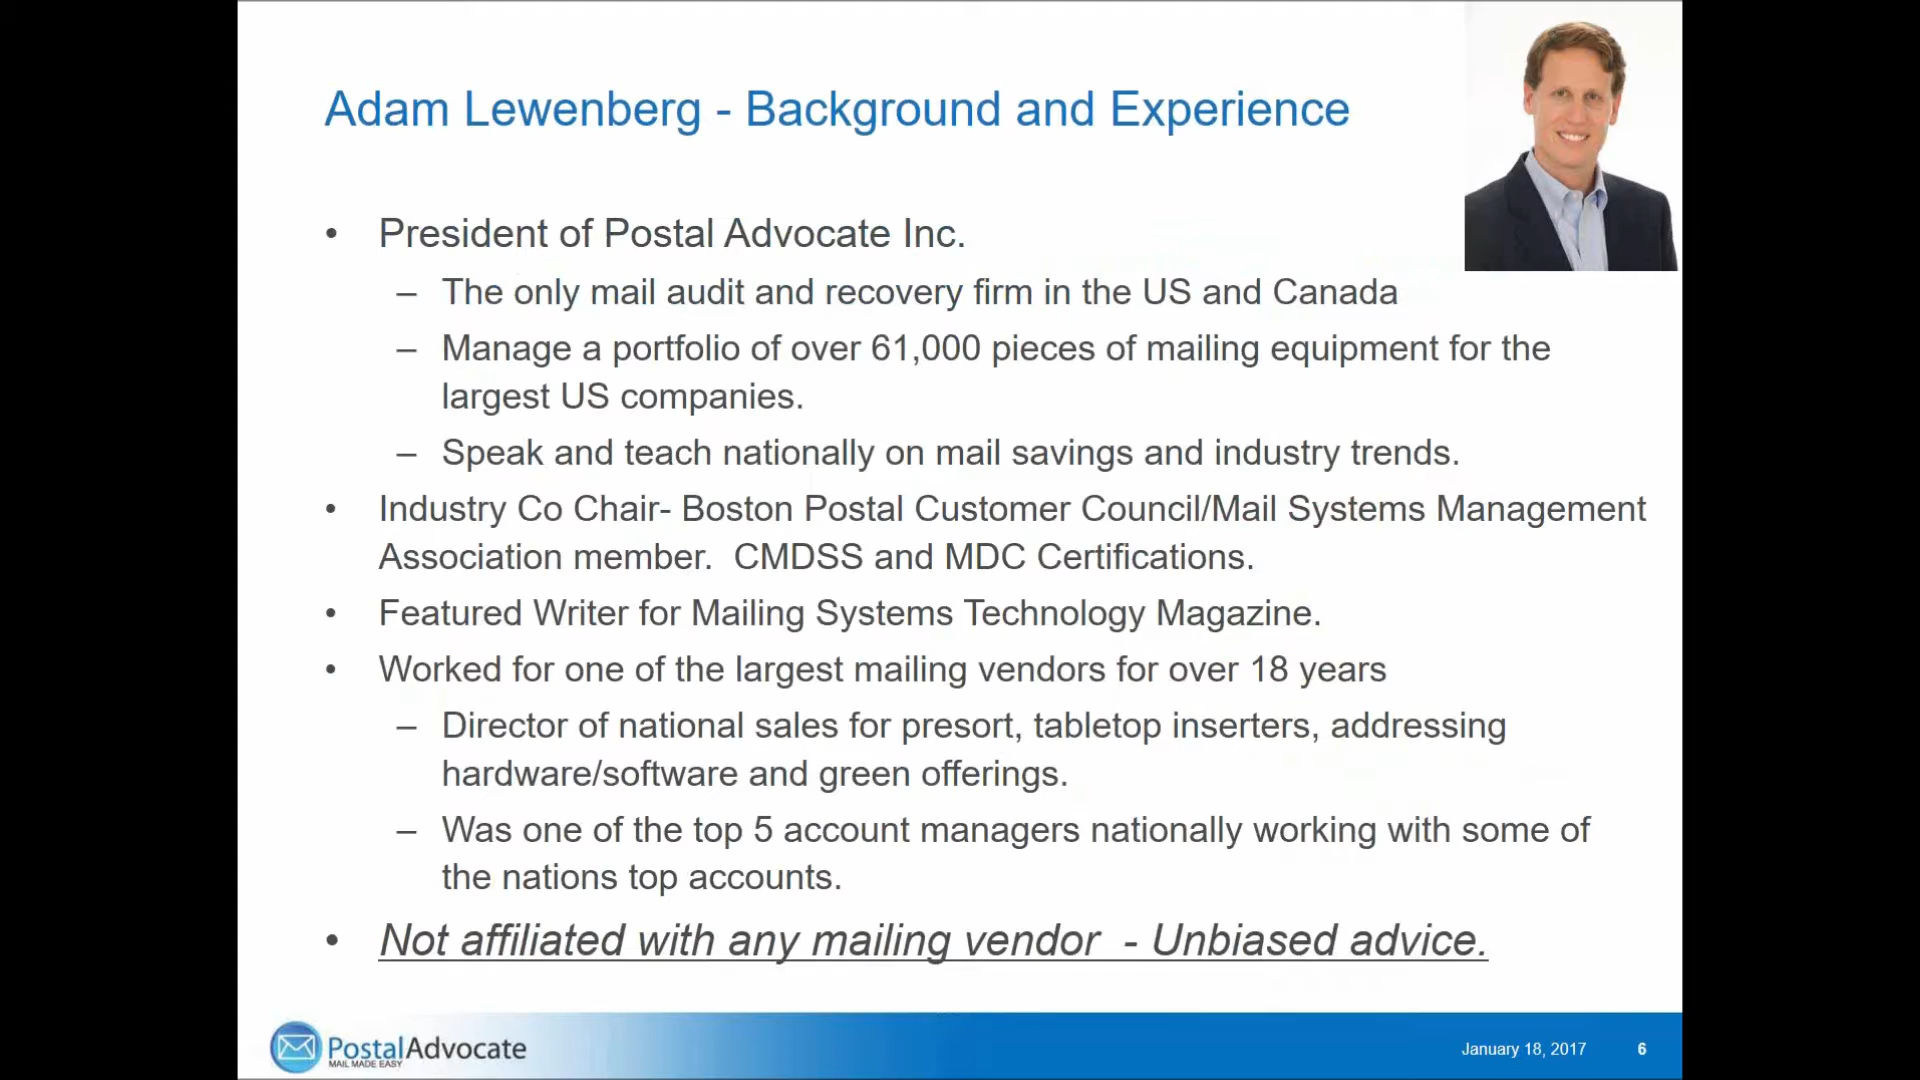 Adam Lewenberg - Background and Experience
• President of Postal Advocate Inc.
– The only mail audit and recovery firm in the US and Canada
– Manage a portfolio of over 61,000 pieces of mailing equipment for the
largest US companies.
– Speak and teach nationally on mail savings and industry trends.
• Industry Co Chair- Boston Postal Customer Council/Mail Systems Management
Association member.  CMDSS and MDC Certifications.
• Featured Writer for Mailing Systems Technology Magazine.
• Worked for one of the largest mailing vendors for over 18 years
– Director of national sales for presort, tabletop inserters, addressing
hardware/software and green offerings.
– Was one of the top 5 account managers nationally working with some of
the nations top accounts.
• Not affiliated with any mailing vendor  - Unbiased advice.
PostalAdvocate
MAIL MADE EASY
January 18, 2017 6